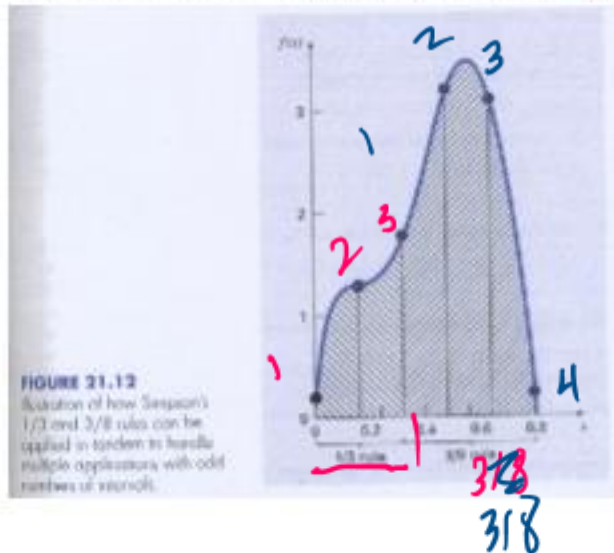 f(x)
2
3
3
1
2
3
2
1
1
FIGURE 21.12
Illustration of how Simpson's
1/3 and 3/8 rules can be
applied in tandem to handle
multiple applications with odd
numbers of intervals.
0
0
0.2
0.6
0.8
x
4
1/3 rule
3/8 rule
3/8
3/8